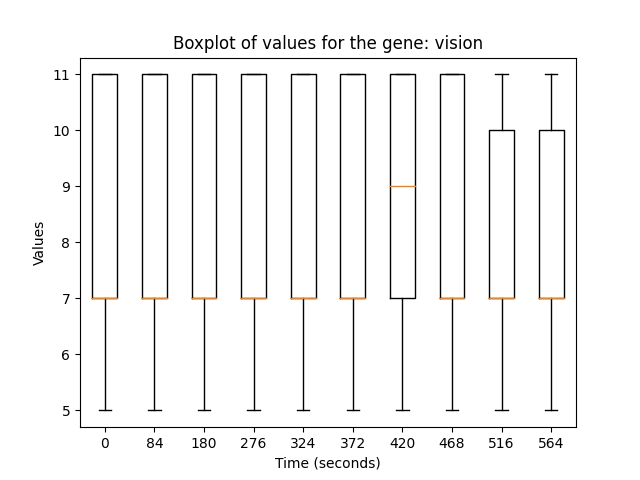 Boxplot of values for the gene: vision
11
10
9
8
7
6
5
Values
0 84 180 276 324 372 420 468 516 564
Time (seconds)